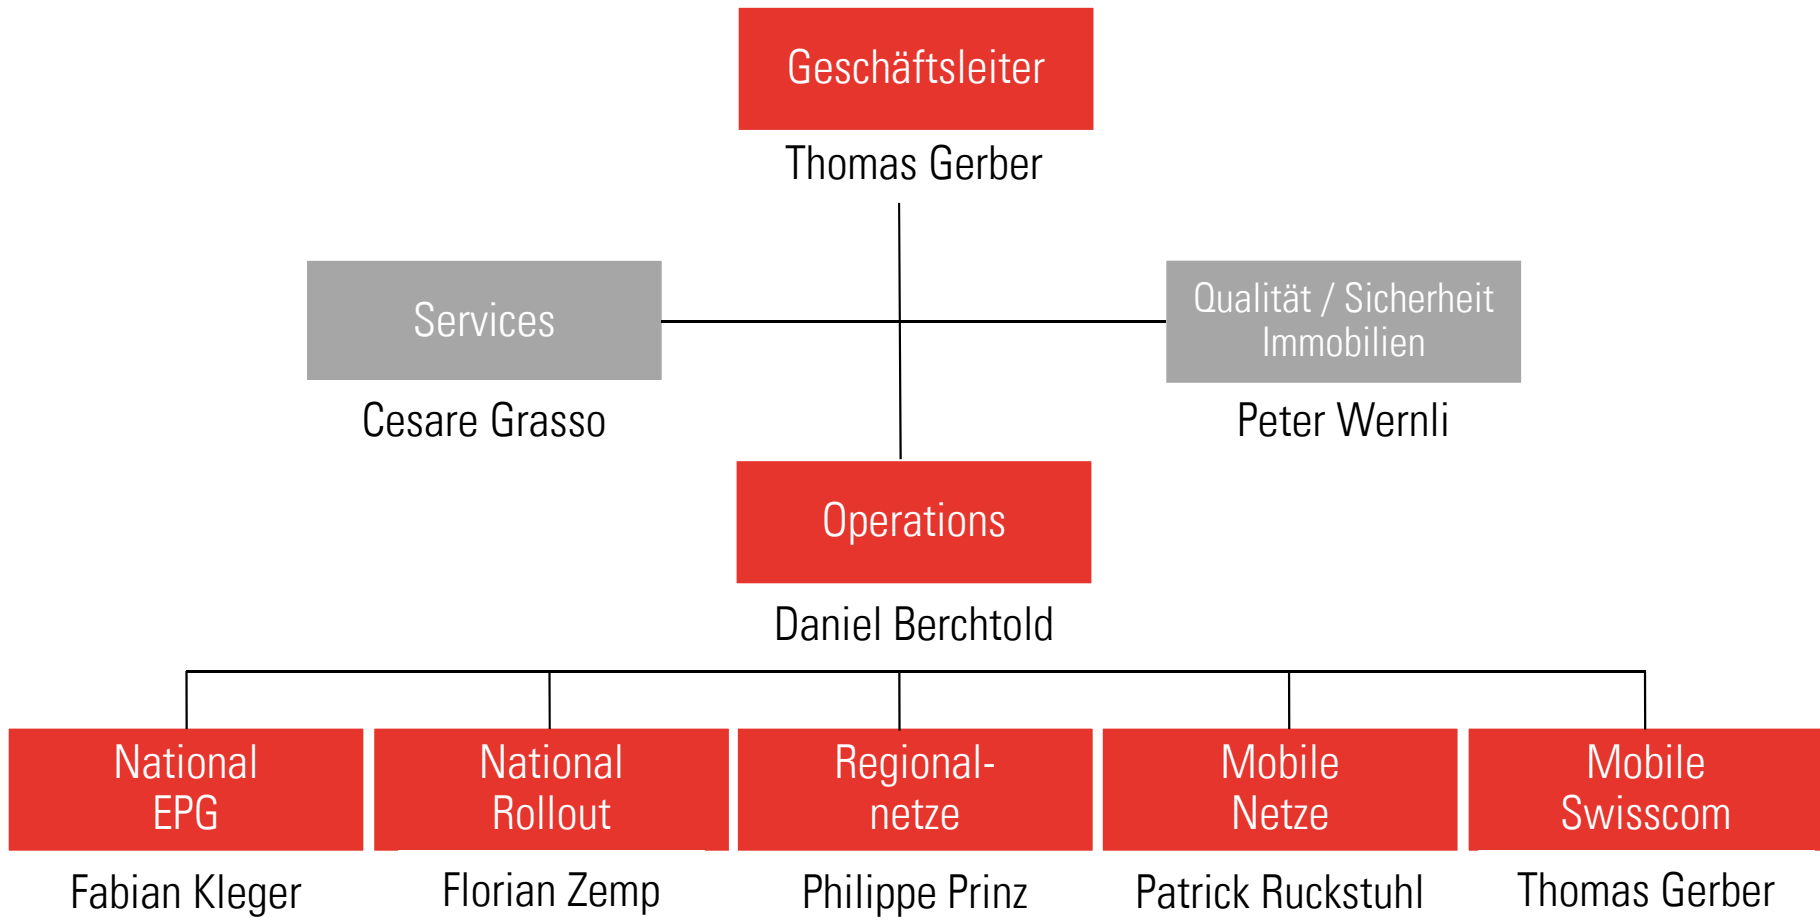 Geschäftsleiter
Thomas Gerber
Services
Qualität / Sicherheit
Immobilien
Cesare Grasso
Peter Wernli
Operations
Daniel Berchtold
National
EPG
National
Rollout
Regional-
netze
Mobile
Netze
Mobile
Swisscom
Fabian Kleger
Florian Zemp
Philippe Prinz
Patrick Ruckstuhl
Thomas Gerber